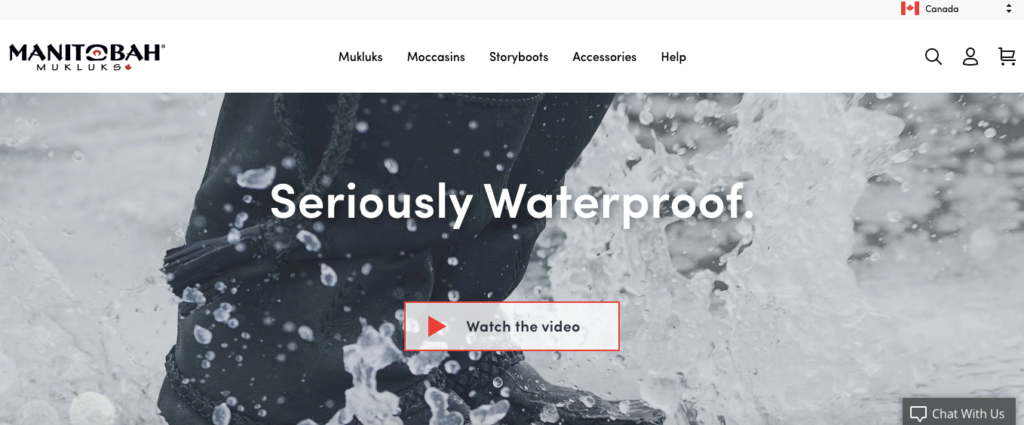 Canada
MANITOBAH®
MUKLUKS
Mukluks Moccasins Storyboots Accessories Help
Seriously Waterproof.
Watch the video
Chat With Us